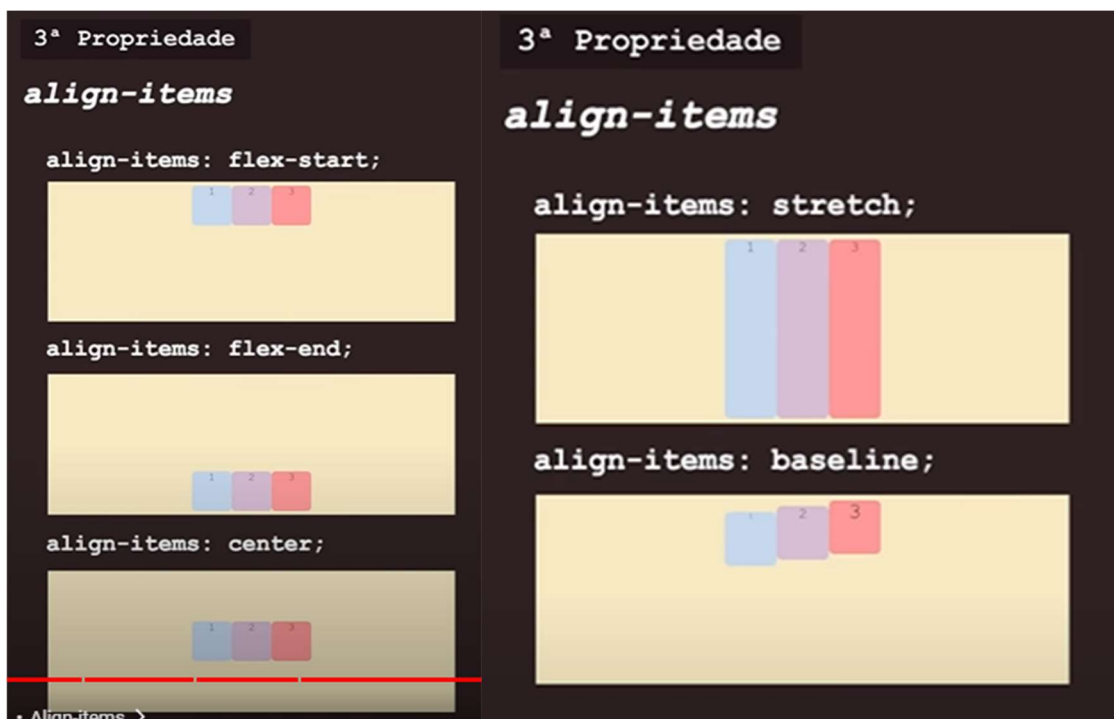 3ª Propriedade
align-items
align-items: flex-start;
1 2 3
align-items: flex-end;
1 2 3
align-items: center;
1 2 3
• Align-items >
3ª Propriedade
align-items
align-items: stretch;
1 2 3
align-items: baseline;
1 2 3